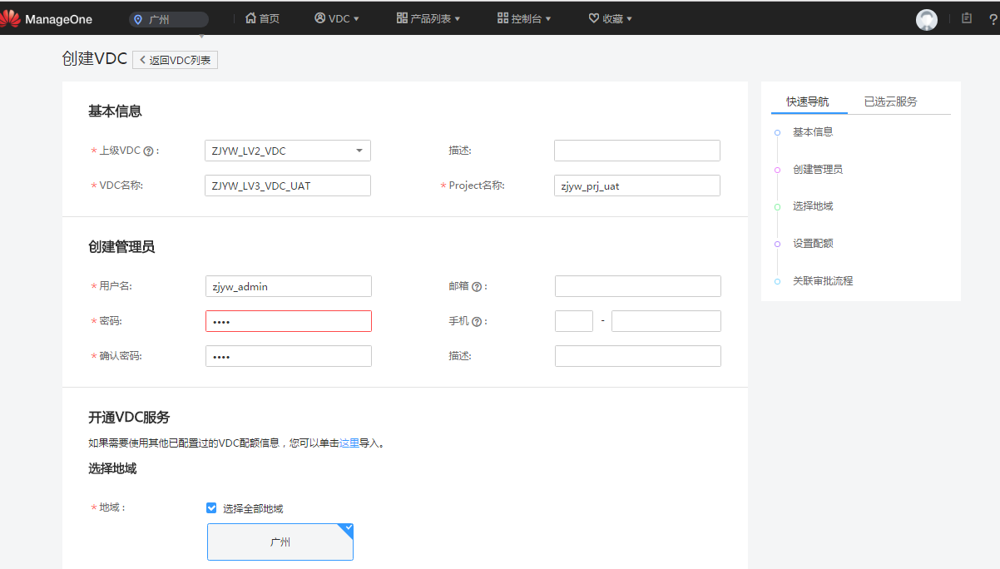 ManageOne 广州 首页 VDC 产品列表 控制台 收藏 ?
创建VDC 返回VDC列表
基本信息
* 上级VDC ? : ZJYW_LV2_VDC 描述:
* VDC名称: ZJYW_LV3_VDC_UAT * Project名称: zjyw_prj_uat
创建管理员
* 用户名: zjyw_admin 邮箱 ? :
* 密码: •••• 手机 ? : -
* 确认密码: •••• 描述:
开通VDC服务
如果需要使用其他已配置过的VDC配额信息，您可以单击这里导入。
选择地域
* 地域 : 选择全部地域
广州
快速导航 已选云服务
基本信息
创建管理员
选择地域
设置配额
关联审批流程